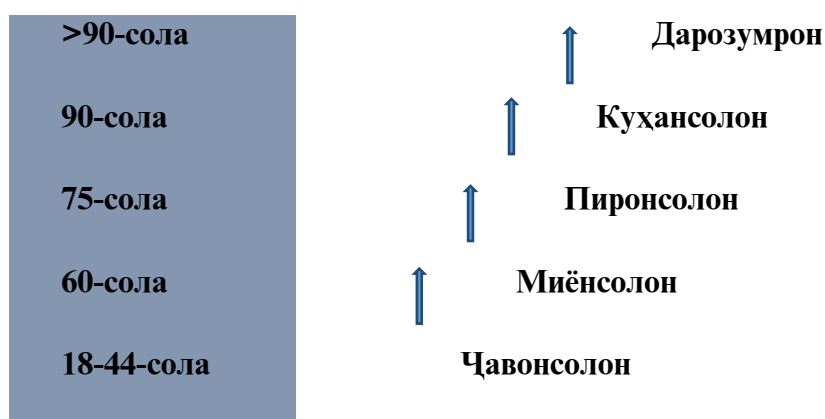 >90-сола Дарозумрон
90-сола Куҳансолон
75-сола Пиронсолон
60-сола Миёнсолон
18-44-сола Ҷавонсолон